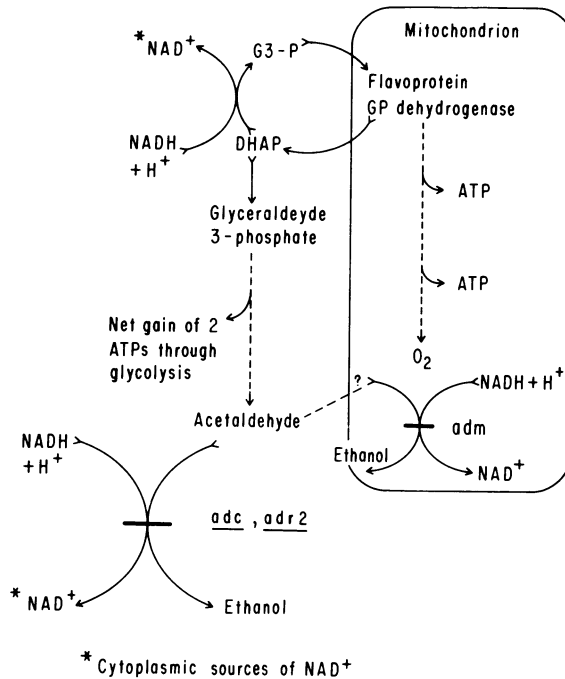 Mitochondrion
*NAD+
G3-P
Flavoprotein
GP dehydrogenase
NADH
+H+
DHAP
ATP
Glyceraldeyde
3-phosphate
ATP
Net gain of 2
ATPs through
glycolysis
O2
?
NADH+H+
Acetaldehyde
adm
NADH
+H+
Ethanol
NAD+
adc, adr2
*NAD+
Ethanol
*Cytoplasmic sources of NAD+